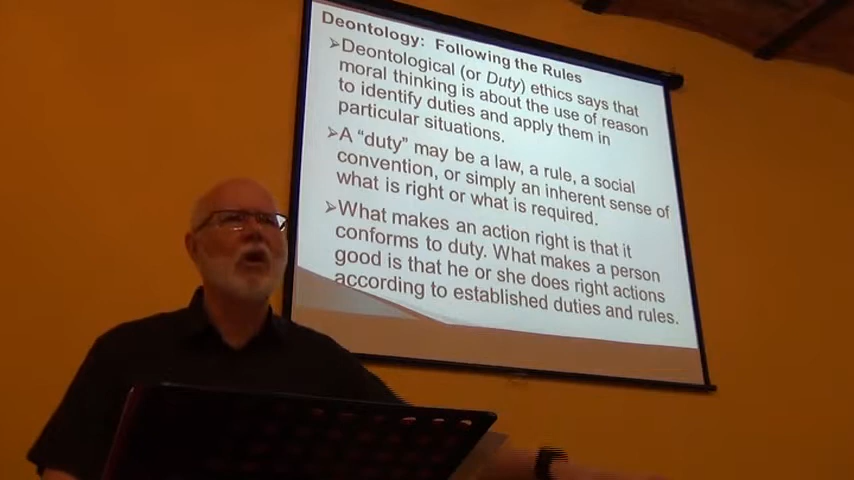 Deontology: Following the Rules
➢Deontological (or Duty) ethics says that
moral thinking is about the use of reason
to identify duties and apply them in
particular situations.
➢A “duty” may be a law, a rule, a social
convention, or simply an inherent sense of
what is right or what is required.
➢What makes an action right is that it
conforms to duty. What makes a person
good is that he or she does right actions
according to established duties and rules.